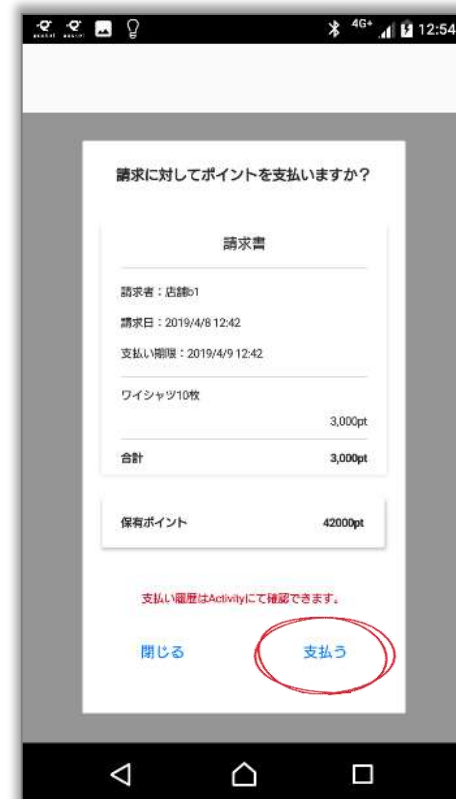 4G+ 12:54
請求に対してポイントを支払いますか？
請求書
請求者：店舗b1
請求日：2019/4/8 12:42
支払い期限：2019/4/9 12:42
ワイシャツ10枚
3,000pt
合計 3,000pt
保有ポイント 42000pt
支払い履歴はActivityにて確認できます。
閉じる 支払う